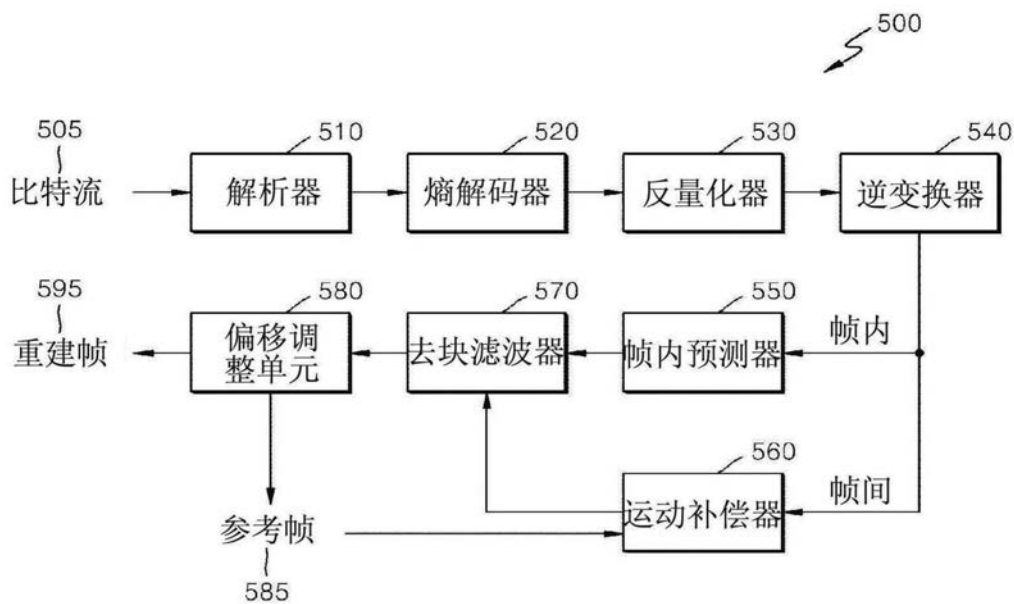 500
505
510
520
530
540
比特流
解析器
熵解码器
反量化器
逆变换器
595
580
570
550
重建帧
偏移调
整单元
去块滤波器
帧内预测器
帧内
560
参考帧
运动补偿器
帧间
585